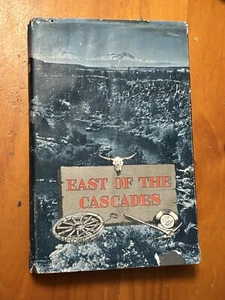 EAST OF THE
CASCADES